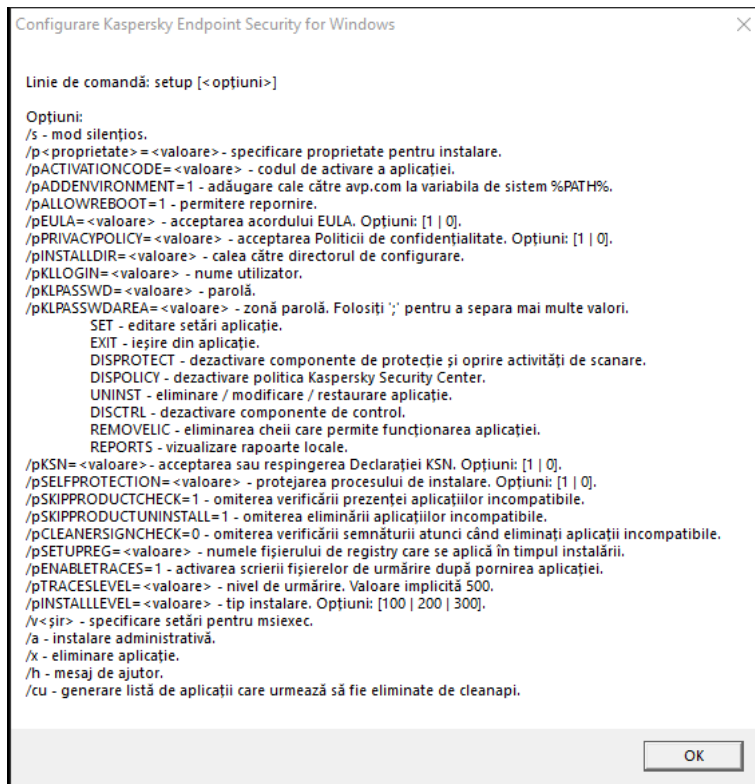 Configurare Kaspersky Endpoint Security for Windows
Linie de comandă: setup [<opțiuni>]
Opțiuni:
/s - mod silențios.
/p<proprietate>=<valoare>- specificare proprietate pentru instalare.
/pACTIVATIONCODE=<valoare> - codul de activare a aplicației.
/pADDENVIRONMENT=1 - adăugare cale către avp.com la variabila de sistem %PATH%.
/pALLOWREBOOT=1 - permitere repornire.
/pEULA=<valoare> - acceptarea acordului EULA. Opțiuni: [1 | 0].
/pPRIVACYPOLICY=<valoare> - acceptarea Politicii de confidențialitate. Opțiuni: [1 | 0].
/pINSTALLDIR=<valoare> - calea către directorul de configurare.
/pKLLOGIN=<valoare> - nume utilizator.
/pKLPASSWD=<valoare> - parolă.
/pKLPASSWDAREA=<valoare> - zonă parolă. Folosiți ';' pentru a separa mai multe valori.
SET - editare setări aplicație.
EXIT - ieșire din aplicație.
DISPROTECT - dezactivare componente de protecție și oprire activități de scanare.
DISPOLICY - dezactivare politica Kaspersky Security Center.
UNINST - eliminare / modificare / restaurare aplicație.
DISCTRL - dezactivare componente de control.
REMOVELIC - eliminarea cheii care permite funcționarea aplicației.
REPORTS - vizualizare rapoarte locale.
/pKSN=<valoare>- acceptarea sau respingerea Declarației KSN. Opțiuni: [1 | 0].
/pSELFPROTECTION=<valoare> - protejarea procesului de instalare. Opțiuni: [1 | 0].
/pSKIPPRODUCTCHECK=1 - omiterea verificării prezenței aplicațiilor incompatibile.
/pSKIPPRODUCTUNINSTALL=1 - omiterea eliminării aplicațiilor incompatibile.
/pCLEANERSIGNCHECK=0 - omiterea verificării semnăturii atunci când eliminați aplicații incompatibile.
/pSETUPREG=<valoare> - numele fișierului de registry care se aplică în timpul instalării.
/pENABLETRACES=1 - activarea scrierii fișierelor de urmărire după pornirea aplicației.
/pTRACESLEVEL=<valoare> - nivel de urmărire. Valoare implicită 500.
/pINSTALLLEVEL=<valoare> - tip instalare. Opțiuni: [100 | 200 | 300].
/v<șir> - specificare setări pentru msiexec.
/a - instalare administrativă.
/x - eliminare aplicație.
/h - mesaj de ajutor.
/cu - generare listă de aplicații care urmează să fie eliminate de cleanapi.
OK